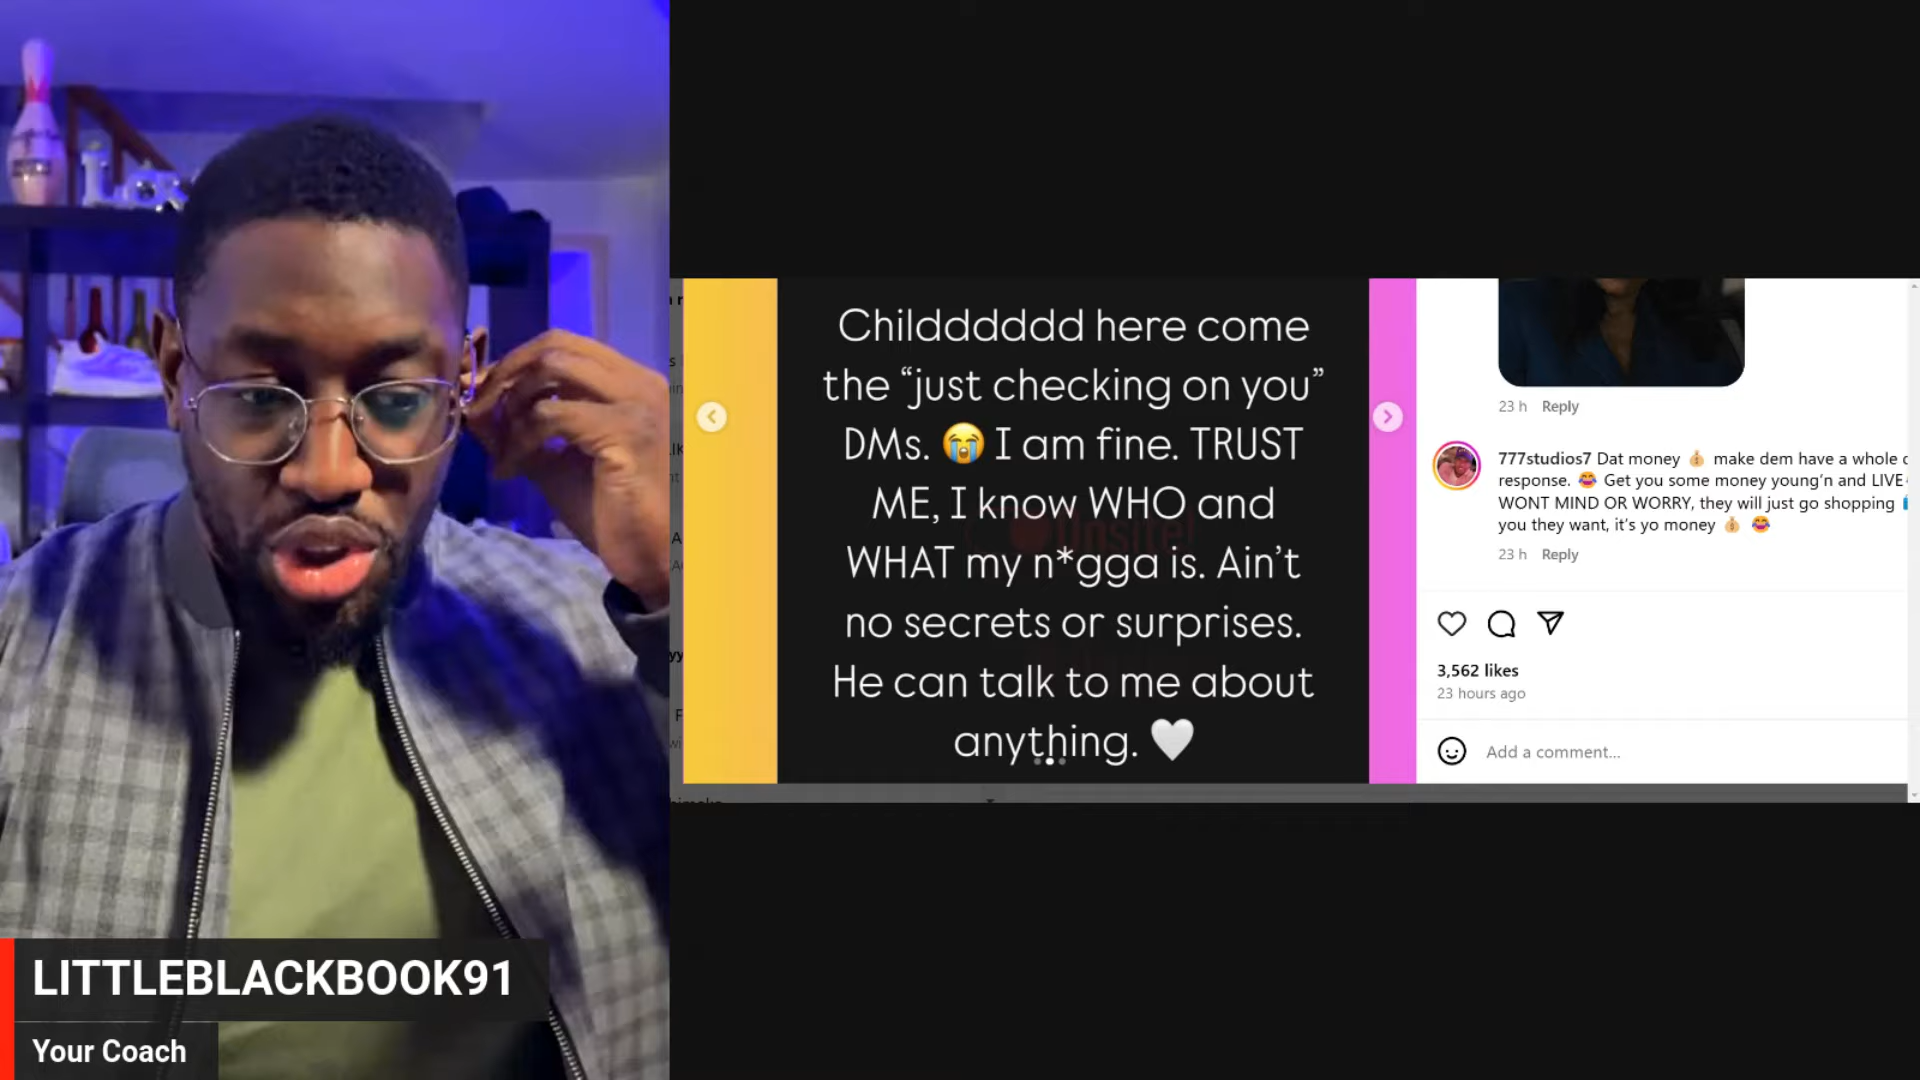 Childddddd here come
the “just checking on you”
DMs. 😭 I am fine. TRUST
ME, I know WHO and
WHAT my n*gga is. Ain’t
no secrets or surprises.
He can talk to me about
anything. 🤍
23 h Reply
777studios7 Dat money 💰 make dem have a whole
response. 😂 Get you some money young’n and LIVE
WONT MIND OR WORRY, they will just go shopping
you they want, it’s yo money 💰 😂
23 h Reply
3,562 likes
23 hours ago
Add a comment...
LITTLEBLACKBOOK91
Your Coach